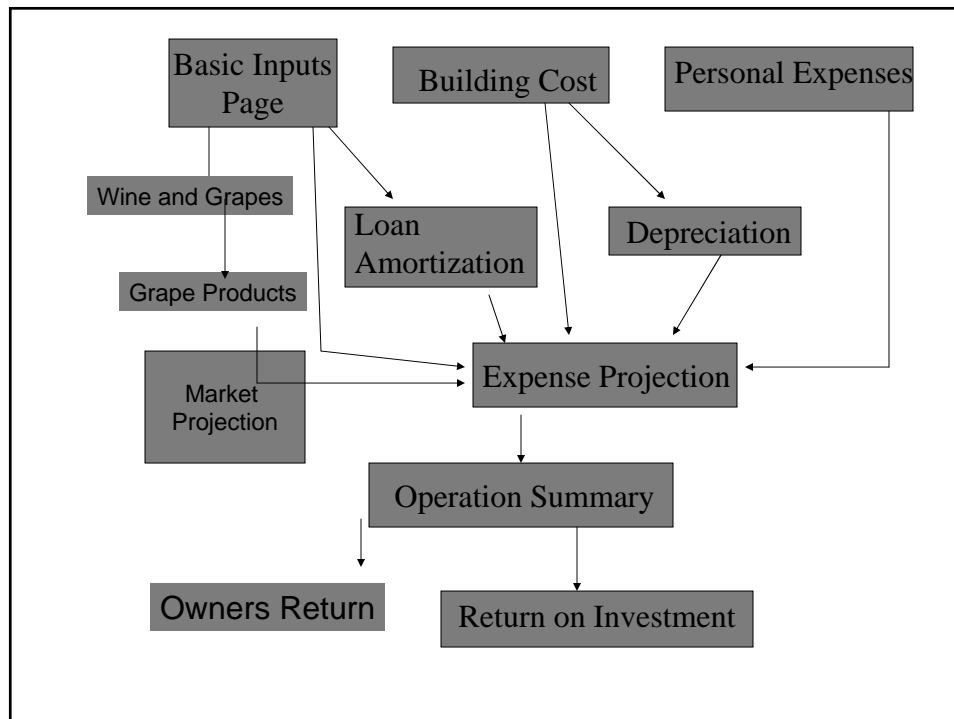 Basic Inputs
Page
Building Cost
Personal Expenses
Wine and Grapes
Loan
Amortization
Depreciation
Grape Products
Market
Projection
Expense Projection
Operation Summary
Owners Return
Return on Investment